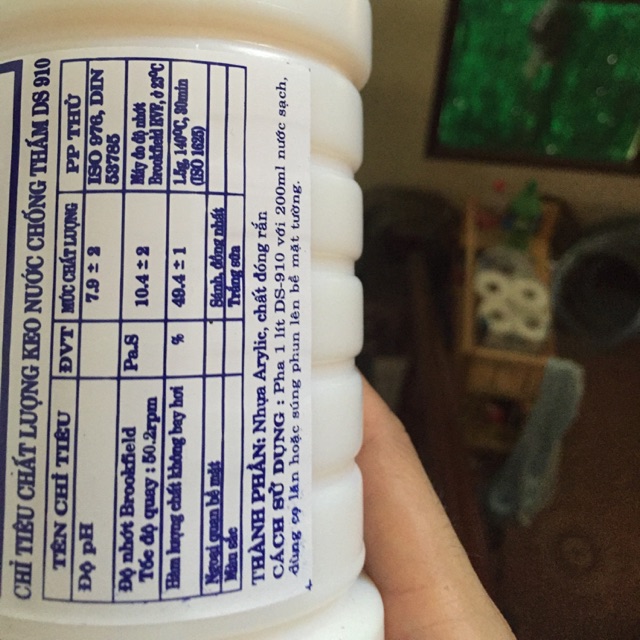 CHỈ TIÊU CHẤT LƯỢNG KEO NƯỚC CHỐNG THẤM DS 910
TÊN CHỈ TIÊU ĐVT MỨC CHẤT LƯỢNG PP THỬ
Độ pH 7.9 ± 2 ISO 976, DIN 53785
Độ nhớt Brookfield Pa.S 10.4 ± 2 Máy đo độ nhớt
Tốc độ quay : 50.2rpm Brookfield RVF, ở 23°C
Hàm lượng chất không bay hơi % 49.4 ± 1 1.5g, 140°C, 30min (ISO 1625)
Ngoại quan bề mặt Bánh, đồng nhất
Màu sắc Trắng sữa
THÀNH PHẦN: Nhựa Arylic, chất đóng rắn
CÁCH SỬ DỤNG : Pha 1 lít DS-910 với 200ml nước sạch,
dùng cọ lăn hoặc súng phun lên bề mặt tường.